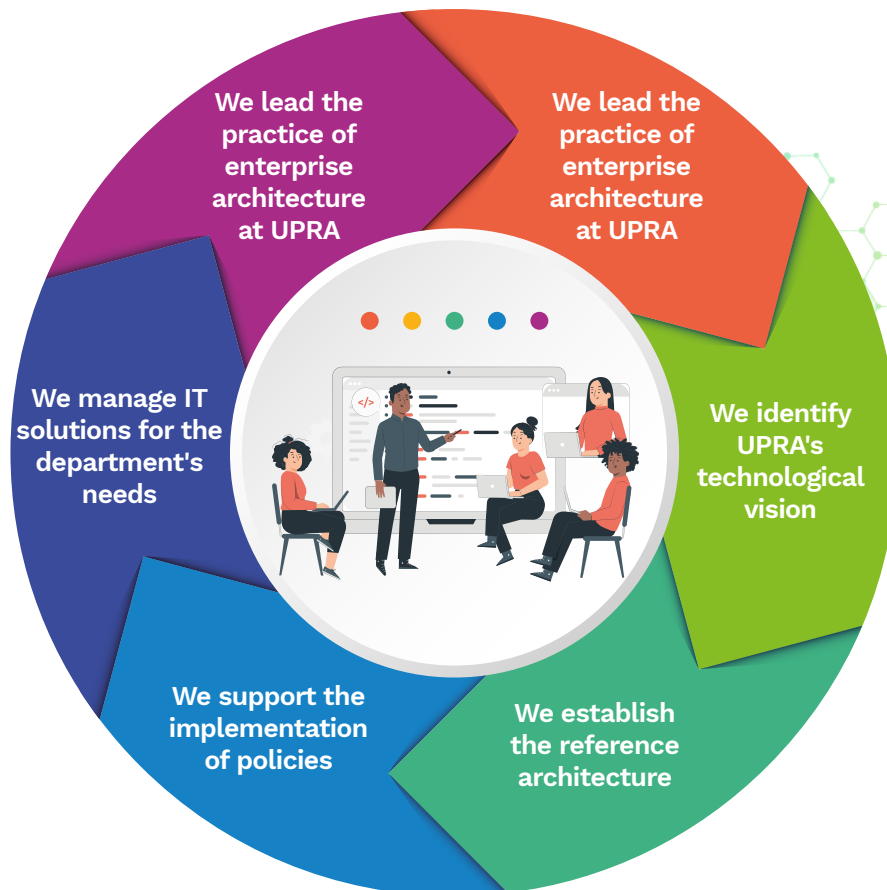 We lead the
practice of
enterprise
architecture
at UPRA
We lead the
practice of
enterprise
architecture
at UPRA
We identify
UPRA's
technological
vision
We establish
the reference
architecture
We support the
implementation
of policies
We manage IT
solutions for the
department's
needs
</>